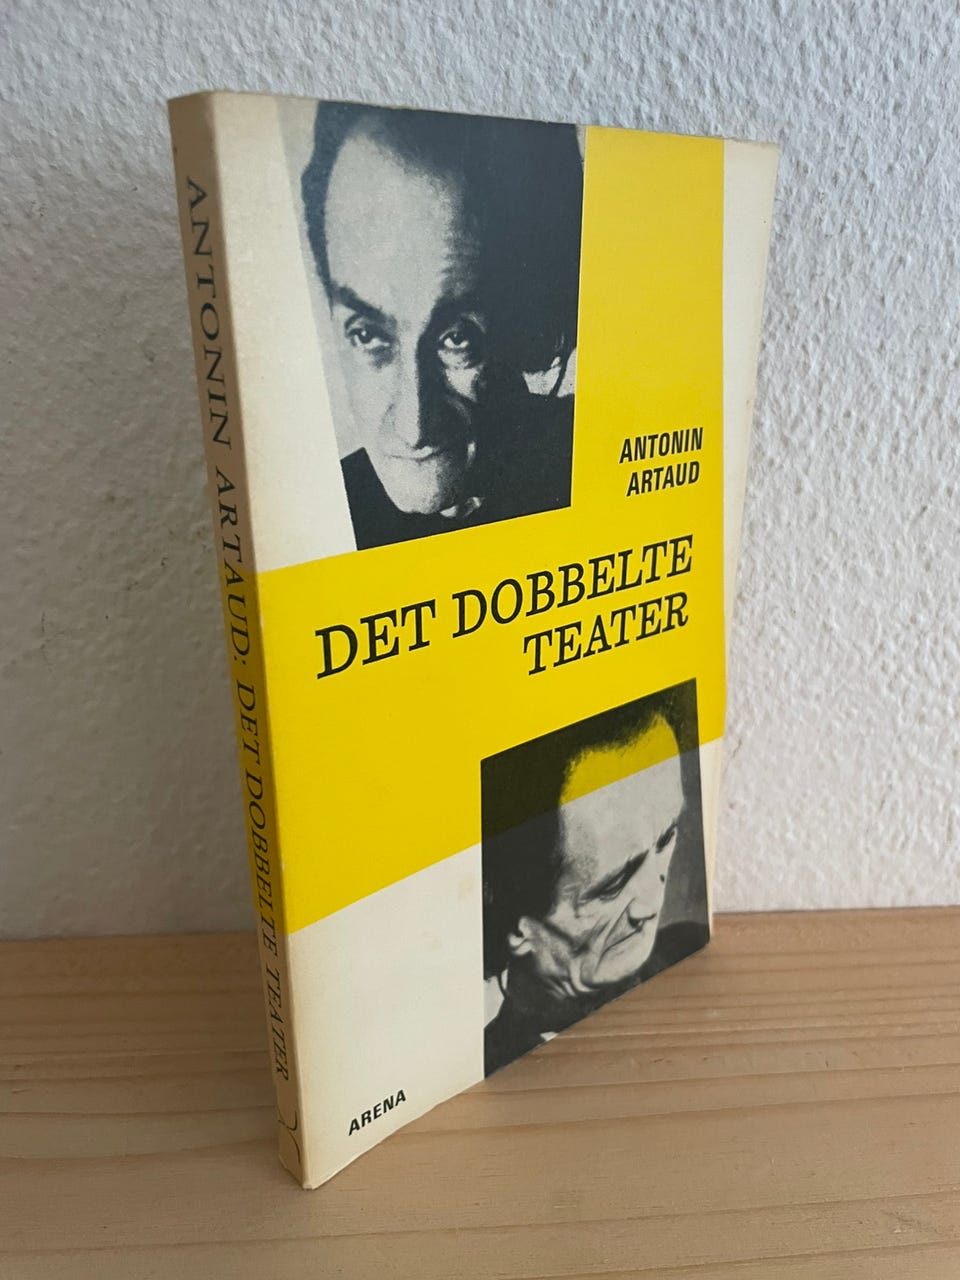 ANTONIN ARTAUD: DET DOBBELTE TEATER
ANTONIN
ARTAUD
DET DOBBELTE
TEATER
ARENA